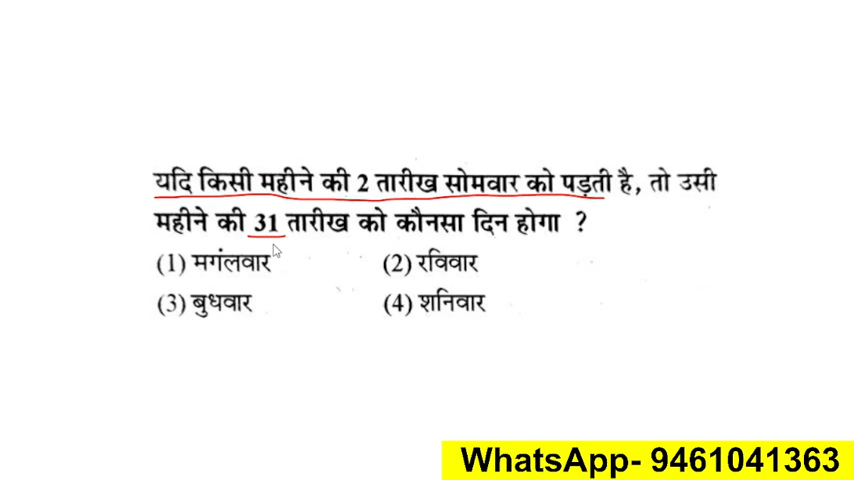 यदि किसी महीने की 2 तारीख सोमवार को पड़ती है, तो उसी
महीने की 31 तारीख को कौनसा दिन होगा ?
(1) मगंलवार (2) रविवार
(3) बुधवार (4) शनिवार
WhatsApp- 9461041363